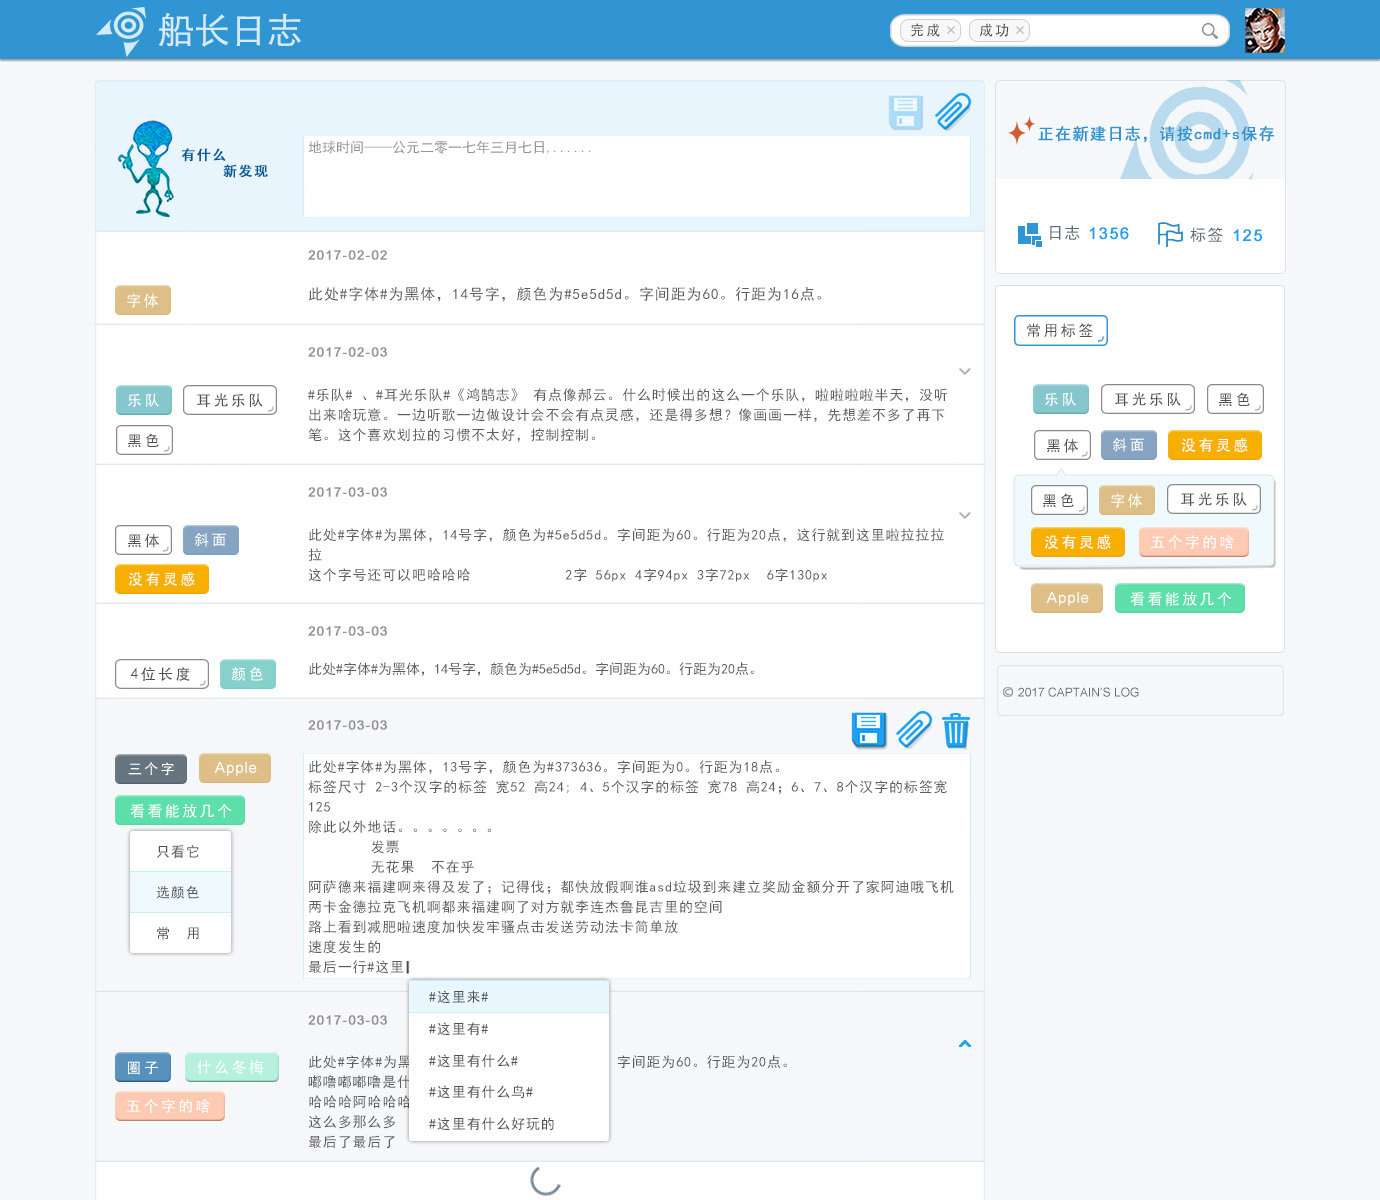 船长日志
完成 ×
成功 ×
有什么
新发现
地球时间——公元二零一七年三月七日,......
正在新建日志，请按cmd+s保存
日志 1356
标签 125
2017-02-02
字体
此处#字体#为黑体，14号字，颜色为#5e5d5d。字间距为60。行距为16点。
2017-02-03
乐队
耳光乐队
黑色
#乐队# 、#耳光乐队#《鸿鹄志》 有点像郝云。什么时候出的这么一个乐队，啦啦啦啦半天，没听
出来啥玩意。一边听歌一边做设计会不会有点灵感，还是得多想？像画画一样，先想差不多了再下
笔。这个喜欢划拉的习惯不太好，控制控制。
2017-03-03
黑体
斜面
没有灵感
此处#字体#为黑体，14号字，颜色为#5e5d5d。字间距为60。行距为20点，这行就到这里啦拉拉拉
拉
这个字号还可以吧哈哈哈 2字 56px 4字94px 3字72px 6字130px
2017-03-03
4位长度
颜色
此处#字体#为黑体，14号字，颜色为#5e5d5d。字间距为60。行距为20点。
2017-03-03
三个字
Apple
看看能放几个
只看它
选颜色
常 用
此处#字体#为黑体，13号字，颜色为#373636。字间距为0。行距为18点。
标签尺寸 2-3个汉字的标签 宽52 高24; 4、5个汉字的标签 宽78 高24；6、7、8个汉字的标签宽
125
除此以外地话。。。。。。。
发票
无花果 不在乎
阿萨德来福建啊来得及发了；记得伐；都快放假啊谁asd垃圾到来建立奖励金额分开了家阿迪哦飞机
两卡金德拉克飞机啊都来福建啊了对方就李连杰鲁昆吉里的空间
路上看到减肥啦速度加快发牢骚点击发送劳动法卡简单放
速度发生的
最后一行#这里
#这里来#
#这里有#
#这里有什么#
#这里有什么鸟#
#这里有什么好玩的
2017-03-03
圈子
什么冬梅
五个字的啥
此处#字体#为黑 字间距为60。行距为20点。
嘟噜嘟嘟噜是什
哈哈哈阿哈哈哈
这么多那么多
最后了最后了
常用标签
乐队
耳光乐队
黑色
黑体
斜面
没有灵感
黑色
字体
耳光乐队
没有灵感
五个字的啥
Apple
看看能放几个
© 2017 CAPTAIN'S LOG